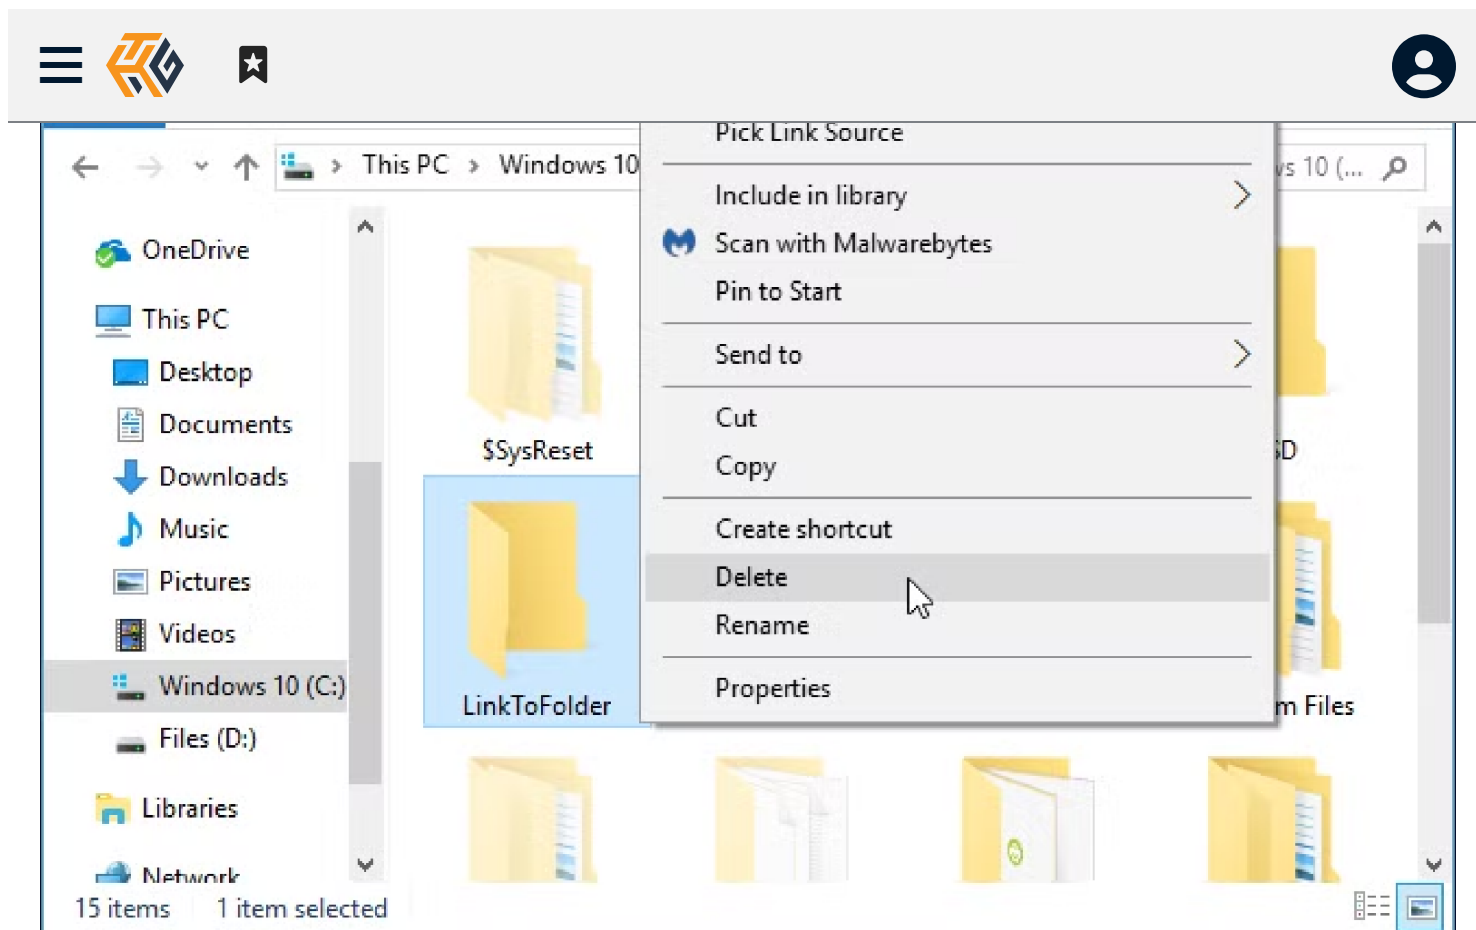 Pick Link Source
This PC
Windows 10
10 (...
Include in library
OneDrive
Scan with Malwarebytes
Pin to Start
This PC
Send to
Desktop
Cut
Documents
$SysReset
Copy
Downloads
Music
Create shortcut
Pictures
Delete
Videos
Rename
Windows 10 (C:)
Properties
LinkToFolder
Files
Files (D:)
Libraries
Network
15 items
1 item selected